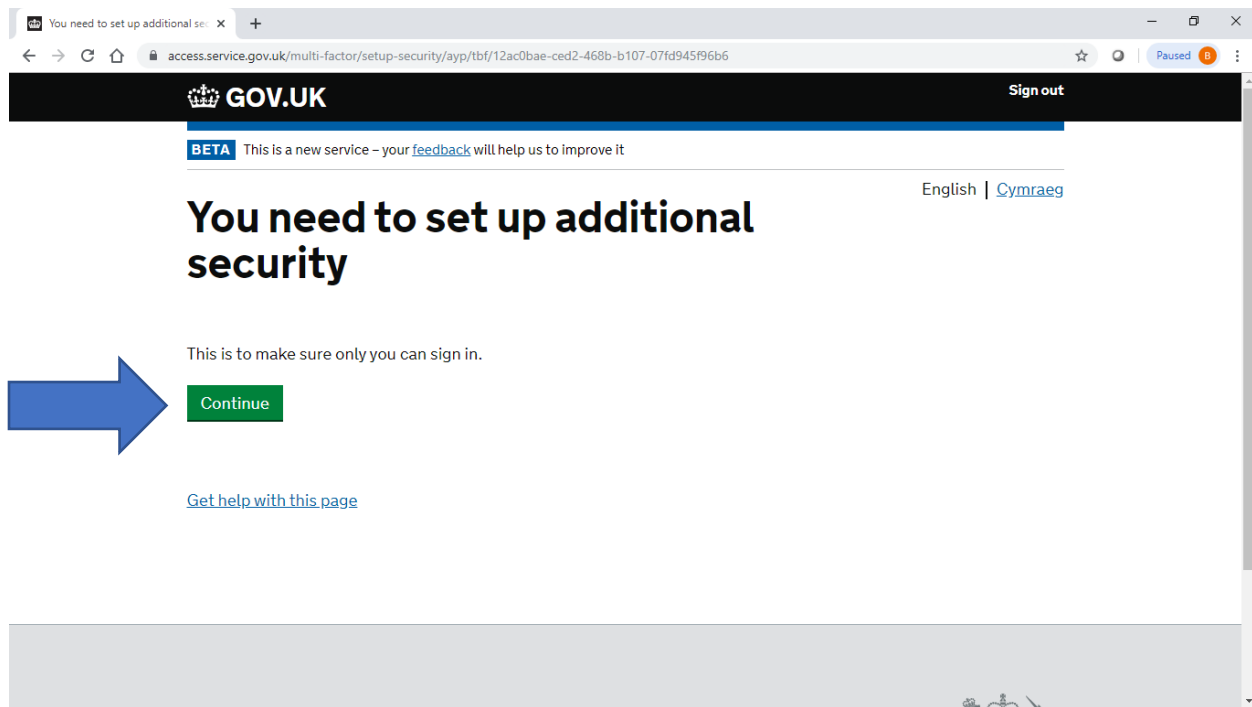 You need to set up additional sec
access.service.gov.uk/multi-factor/setup-security/ayp/tbf/12ac0bae-ced2-468b-b107-07fd945f96b6
Paused B
GOV.UK
Sign out
BETA This is a new service – your feedback will help us to improve it
English | Cymraeg
You need to set up additional
security
This is to make sure only you can sign in.
Continue
Get help with this page